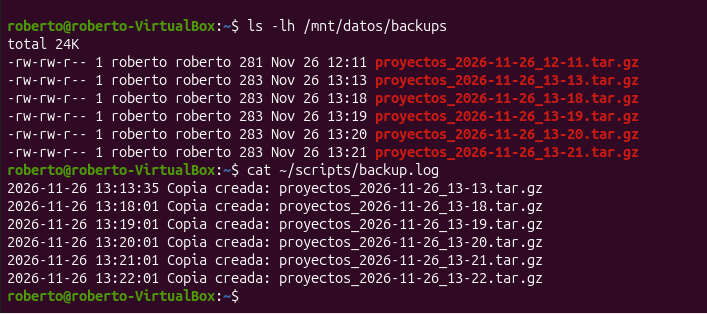 roberto@roberto-VirtualBox:~$ ls -lh /mnt/datos/backups
total 24K
-rw-rw-r-- 1 roberto roberto 281 Nov 26 12:11 proyectos_2026-11-26_12-11.tar.gz
-rw-rw-r-- 1 roberto roberto 283 Nov 26 13:13 proyectos_2026-11-26_13-13.tar.gz
-rw-rw-r-- 1 roberto roberto 283 Nov 26 13:18 proyectos_2026-11-26_13-18.tar.gz
-rw-rw-r-- 1 roberto roberto 283 Nov 26 13:19 proyectos_2026-11-26_13-19.tar.gz
-rw-rw-r-- 1 roberto roberto 283 Nov 26 13:20 proyectos_2026-11-26_13-20.tar.gz
-rw-rw-r-- 1 roberto roberto 283 Nov 26 13:21 proyectos_2026-11-26_13-21.tar.gz
roberto@roberto-VirtualBox:~$ cat ~/scripts/backup.log
2026-11-26 13:13:35 Copia creada: proyectos_2026-11-26_13-13.tar.gz
2026-11-26 13:18:01 Copia creada: proyectos_2026-11-26_13-18.tar.gz
2026-11-26 13:19:01 Copia creada: proyectos_2026-11-26_13-19.tar.gz
2026-11-26 13:20:01 Copia creada: proyectos_2026-11-26_13-20.tar.gz
2026-11-26 13:21:01 Copia creada: proyectos_2026-11-26_13-21.tar.gz
2026-11-26 13:22:01 Copia creada: proyectos_2026-11-26_13-22.tar.gz
roberto@roberto-VirtualBox:~$